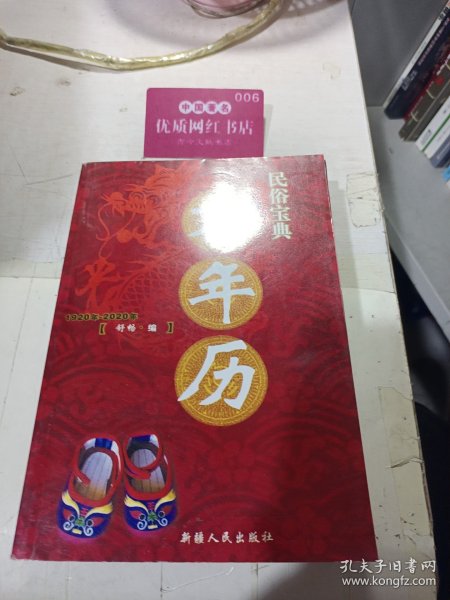 006
中国著名
优质网红书店
民俗宝典
年历
1920年-2020年
【舒畅·编】
新疆人民出版社
孔夫子旧书网
www.kongfz.com